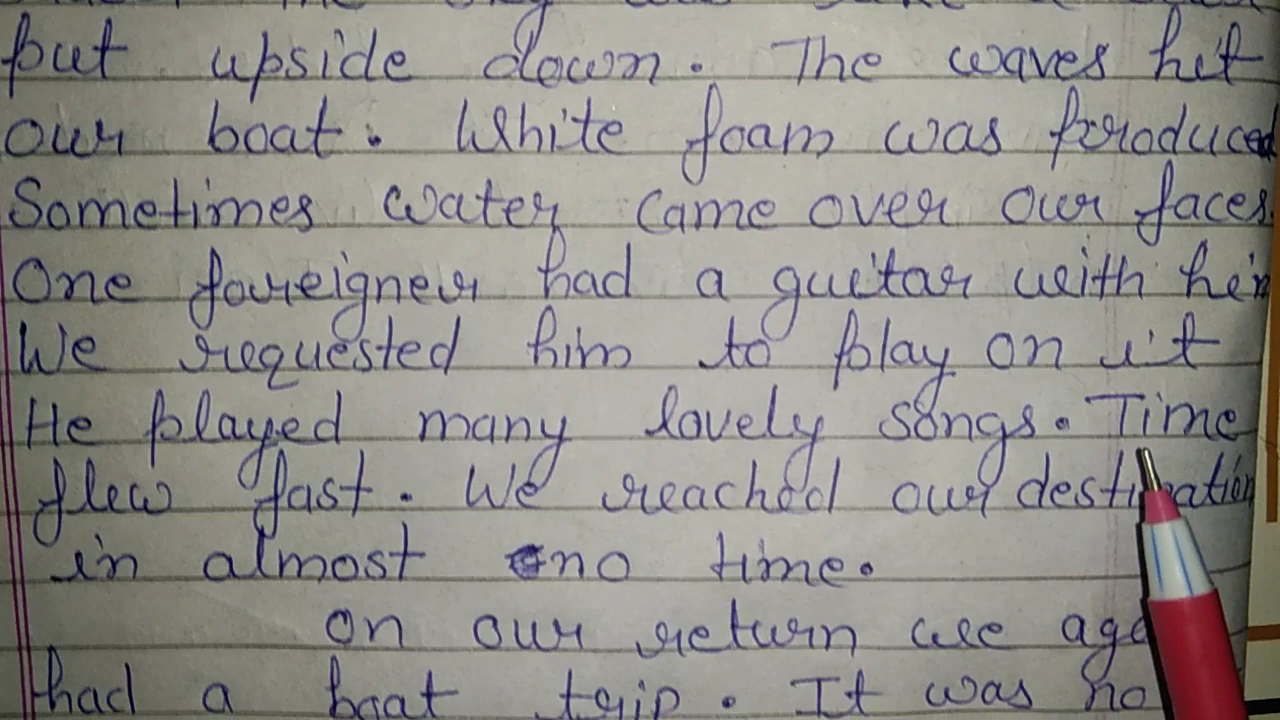 but upside down. The waves hit
our boat. White foam was produced
Sometimes water came over our faces.
One foreigner had a guitar with him
We requested him to play on it
He played many lovely songs. Time
flew fast. We reached our destination
in almost no time.
on our return we
had a boat trip. It was no